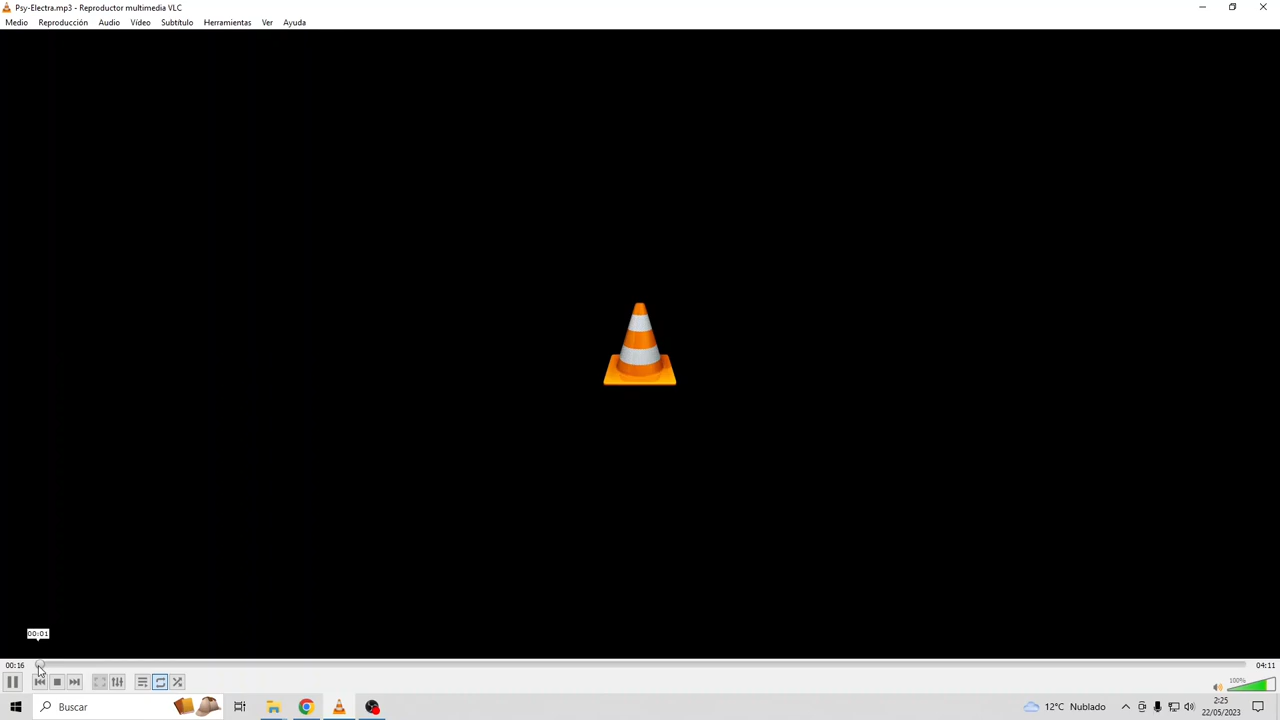 Psy-Electra.mp3 - Reproductor multimedia VLC
Medio Reproducción Audio Vídeo Subtítulo Herramientas Ver Ayuda
00:01
00:16 04:11
100%
Buscar 12°C Nublado 2:25
22/05/2023